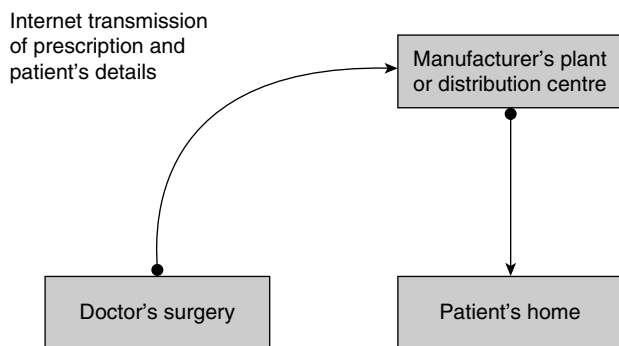 Internet transmission
of prescription and
patient’s details
Manufacturer’s plant
or distribution centre
Doctor’s surgery
Patient’s home